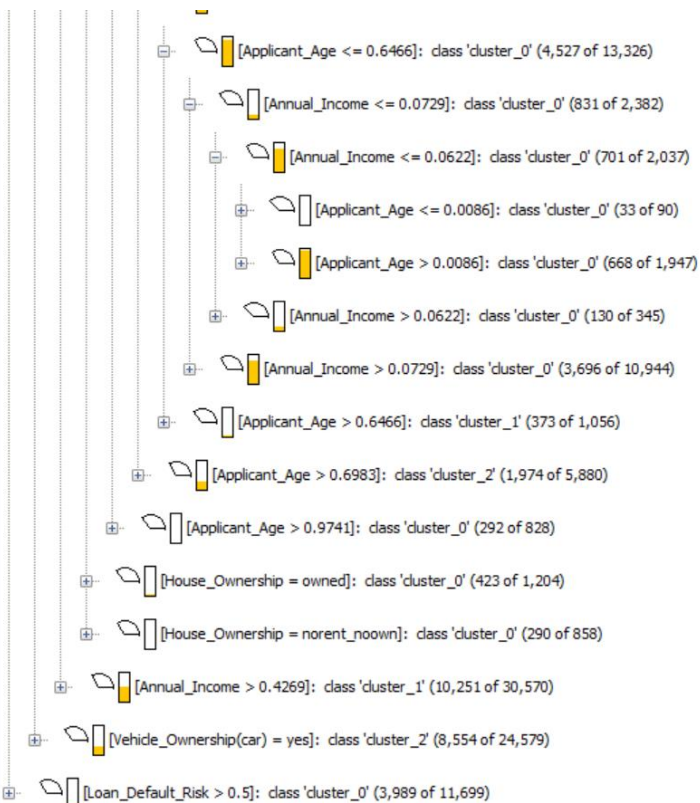 [Applicant_Age <= 0.6466]: class 'cluster_0' (4,527 of 13,326)
[Annual_Income <= 0.0729]: class 'cluster_0' (831 of 2,382)
[Annual_Income <= 0.0622]: class 'cluster_0' (701 of 2,037)
[Applicant_Age <= 0.0086]: class 'cluster_0' (33 of 90)
[Applicant_Age > 0.0086]: class 'cluster_0' (668 of 1,947)
[Annual_Income > 0.0622]: class 'cluster_0' (130 of 345)
[Annual_Income > 0.0729]: class 'cluster_0' (3,696 of 10,944)
[Applicant_Age > 0.6466]: class 'cluster_1' (373 of 1,056)
[Applicant_Age > 0.6983]: class 'cluster_2' (1,974 of 5,880)
[Applicant_Age > 0.9741]: class 'cluster_0' (292 of 828)
[House_Ownership = owned]: class 'cluster_0' (423 of 1,204)
[House_Ownership = norent_noown]: class 'cluster_0' (290 of 858)
[Annual_Income > 0.4269]: class 'cluster_1' (10,251 of 30,570)
[Vehicle_Ownership(car) = yes]: class 'cluster_2' (8,554 of 24,579)
[Loan_Default_Risk > 0.5]: class 'cluster_0' (3,989 of 11,699)